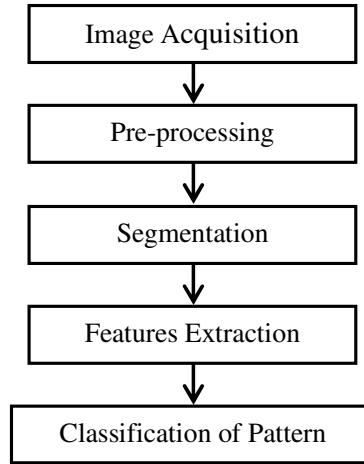 Image Acquisition
Pre-processing
Segmentation
Features Extraction
Classification of Pattern